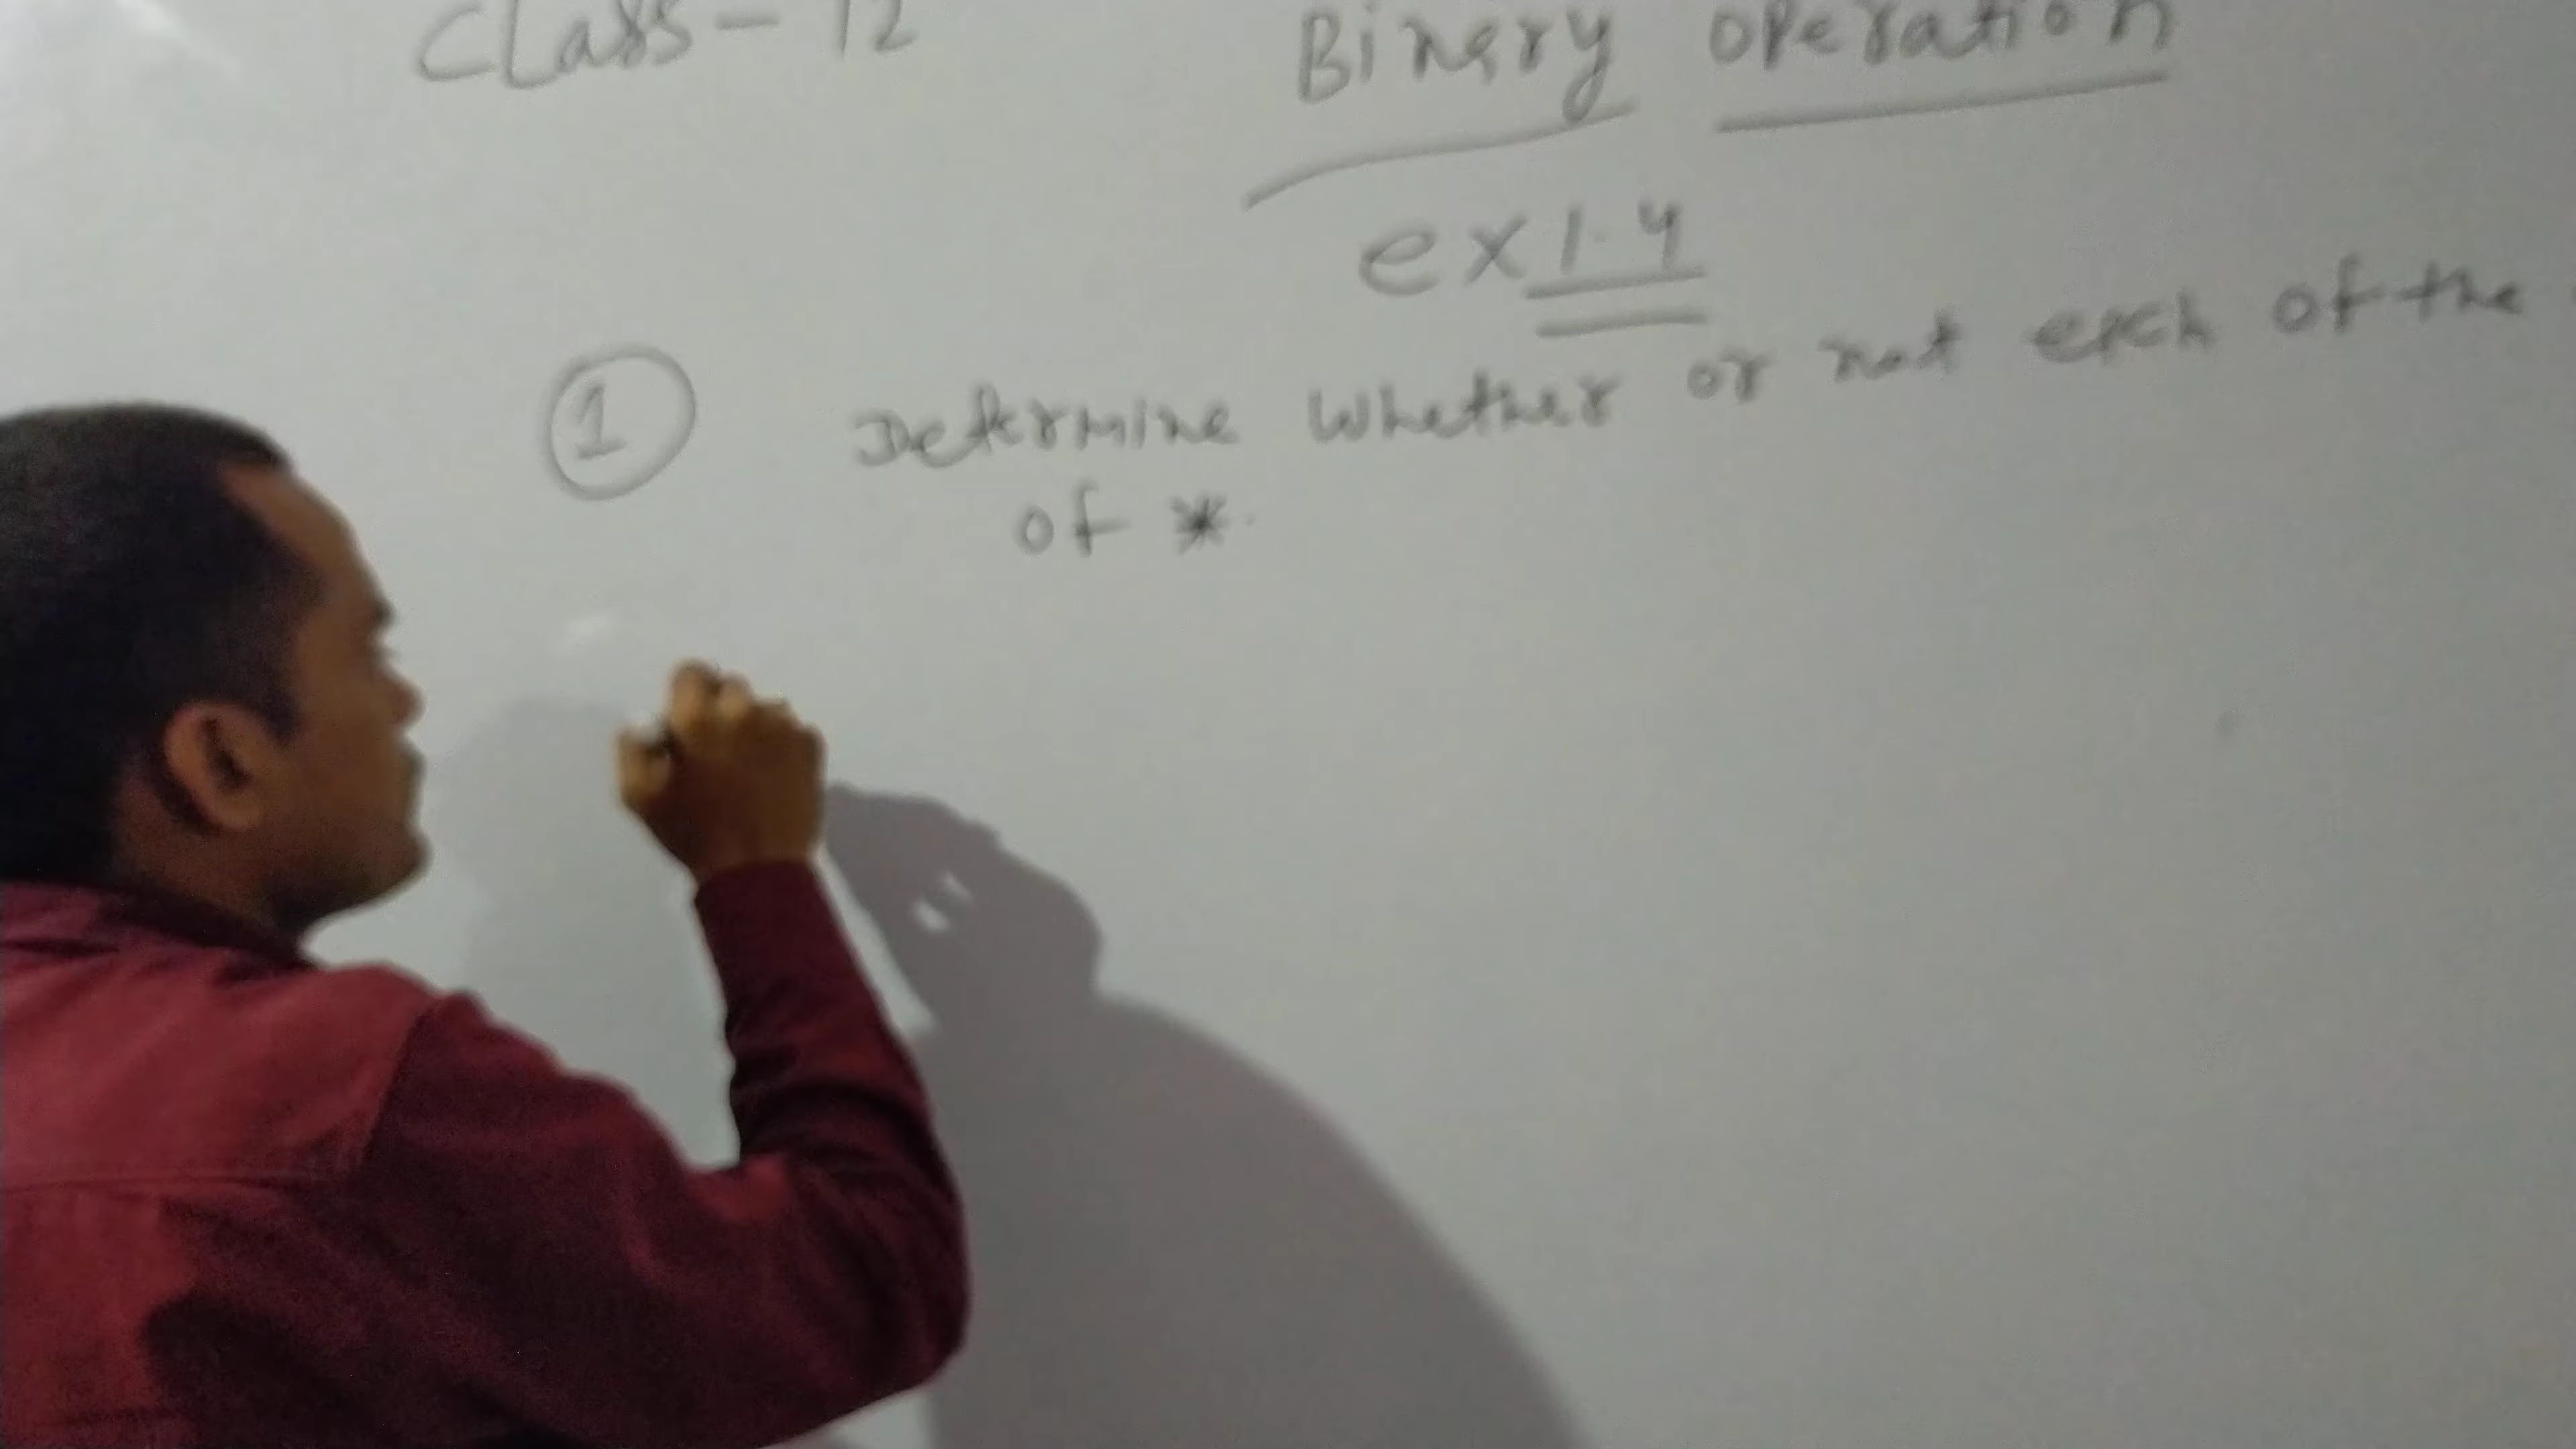 Class - 12
Binary Operation
ex 1.4
1 Determine whether or not each of the
of *